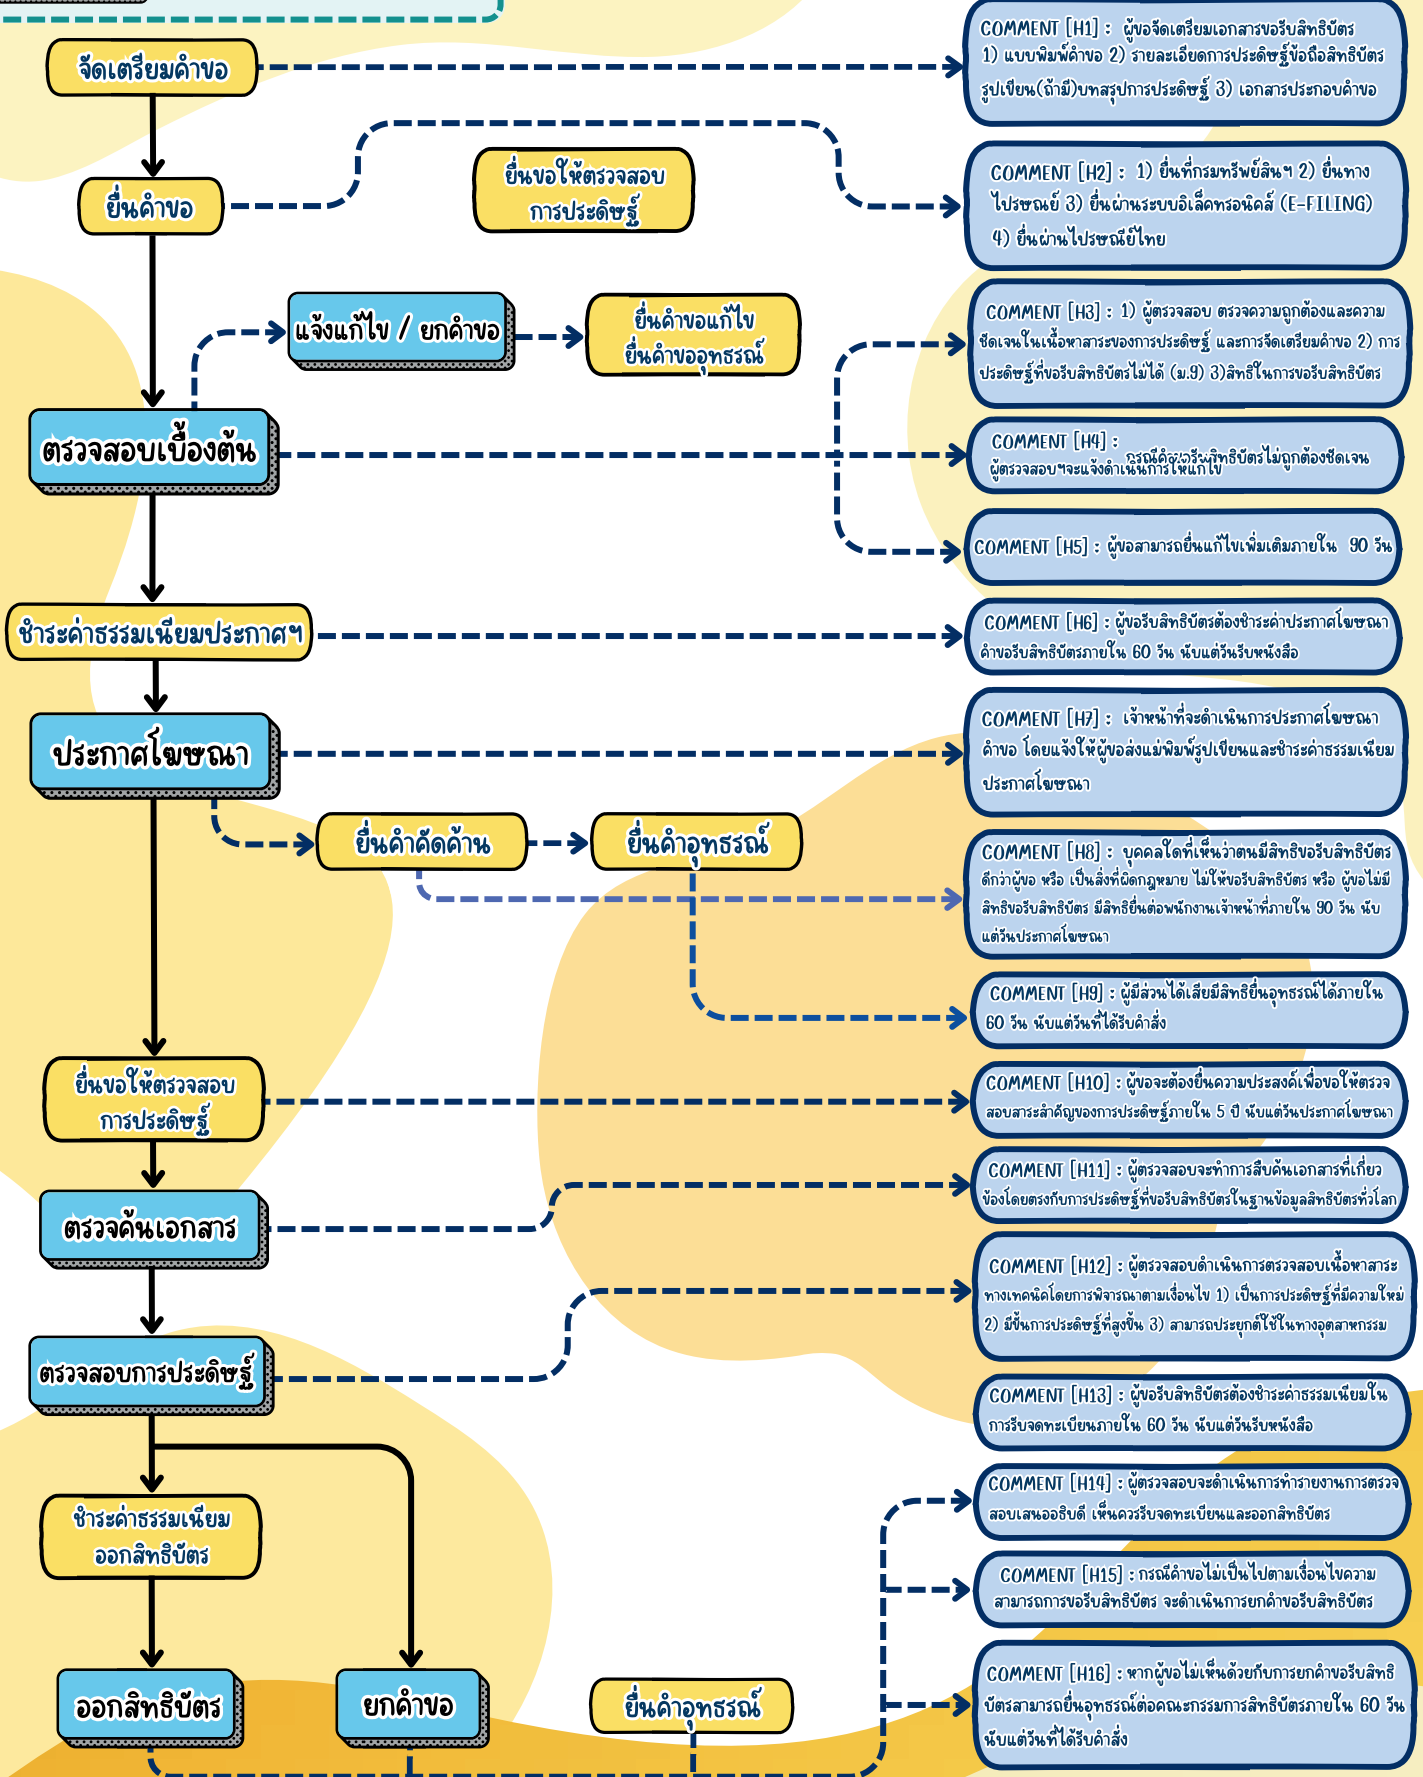 จัดเตรียมคำขอ
COMMENT [H1] : ผู้ขอจัดเตรียมเอกสารขอรับสิทธิบัตร
1) แบบพิมพ์คำขอ 2) รายละเอียดการประดิษฐ์ข้อถือสิทธิบัตร
รูปเขียน(ถ้ามี)บทสรุปการประดิษฐ์ 3) เอกสารประกอบคำขอ
ยื่นคำขอ
ยื่นขอให้ตรวจสอบ
การประดิษฐ์
COMMENT [H2] : 1) ยื่นที่กรมทรัพย์สินฯ 2) ยื่นทาง
ไปรษณย์ 3) ยื่นผ่านระบบอิเล็คทรอนิคส์ (E-FILING)
4) ยื่นผ่านไปรษณีย์ไทย
แจ้งแก้ไข / ยกคำขอ
ยื่นคำขอแก้ไข
ยื่นคำขออุทธรณ์
COMMENT [H3] : 1) ผู้ตรวจสอบ ตรวจความถูกต้องและความ
ชัดเจนในเนื้อหาสาระของการประดิษฐ์ และการจัดเตรียมคำขอ 2) การ
ประดิษฐ์ที่ขอรับสิทธิบัตรไม่ได้ (ม.9) 3)สิทธิในการขอรับสิทธิบัตร
ตรวจสอบเบื้องต้น
COMMENT [H4] :
กรณีคำขอรับสิทธิบัตรไม่ถูกต้องชัดเจน
ผู้ตรวจสอบฯจะแจ้งดำเนินการให้แก้ไข
COMMENT [H5] : ผู้ขอสามารถยื่นแก้ไขเพิ่มเติมภายใน 90 วัน
ชำระค่าธรรมเนียมประกาศฯ
COMMENT [H6] : ผู้ขอรับสิทธิบัตรต้องชำระค่าประกาศโฆษณา
คำขอรับสิทธิบัตรภายใน 60 วัน นับแต่วันรับหนังสือ
ประกาศโฆษณา
COMMENT [H7] : เจ้าหน้าที่จะดำเนินการประกาศโฆษณา
คำขอ โดยแจ้งให้ผู้ขอส่งแม่พิมพ์รูปเขียนและชำระค่าธรรมเนียม
ประกาศโฆษณา
ยื่นคำคัดค้าน
ยื่นคำอุทธรณ์
COMMENT [H8] : บุคคลใดที่เห็นว่าตนมีสิทธิขอรับสิทธิบัตร
ดีกว่าผู้ขอ หรือ เป็นสิ่งที่ผิดกฎหมาย ไม่ให้ขอรับสิทธิบัตร หรือ ผู้ขอไม่มี
สิทธิขอรับสิทธิบัตร มีสิทธิยื่นต่อพนักงานเจ้าหน้าที่ภายใน 90 วัน นับ
แต่วันประกาศโฆษณา
COMMENT [H9] : ผู้มีส่วนได้เสียมีสิทธิยื่นอุทธรณ์ได้ภายใน
60 วัน นับแต่วันที่ได้รับคำสั่ง
ยื่นขอให้ตรวจสอบ
การประดิษฐ์
COMMENT [H10] : ผู้ขอจะต้องยื่นความประสงค์เพื่อขอให้ตรวจ
สอบสาระสำคัญของการประดิษฐ์ภายใน 5 ปี นับแต่วันประกาศโฆษณา
ตรวจค้นเอกสาร
COMMENT [H11] : ผู้ตรวจสอบจะทำการสืบค้นเอกสารที่เกี่ยว
ข้องโดยตรงกับการประดิษฐ์ที่ขอรับสิทธิบัตรในฐานข้อมูลสิทธิบัตรทั่วโลก
COMMENT [H12] : ผู้ตรวจสอบดำเนินการตรวจสอบเนื้อหาสาระ
ทางเทคนิคโดยการพิจารณาตามเงื่อนไข 1) เป็นการประดิษฐ์ที่มีความใหม่
2) มีขั้นการประดิษฐ์ที่สูงขึ้น 3) สามารถประยุกต์ใช้ในทางอุตสาหกรรม
ตรวจสอบการประดิษฐ์
COMMENT [H13] : ผู้ขอรับสิทธิบัตรต้องชำระค่าธรรมเนียมใน
การรับจดทะเบียนภายใน 60 วัน นับแต่วันรับหนังสือ
ชำระค่าธรรมเนียม
ออกสิทธิบัตร
COMMENT [H14] : ผู้ตรวจสอบจะดำเนินการทำรายงานการตรวจ
สอบเสนออธิบดี เห็นควรรับจดทะเบียนและออกสิทธิบัตร
COMMENT [H15] : กรณีคำขอไม่เป็นไปตามเงื่อนไขความ
สามารถการขอรับสิทธิบัตร จะดำเนินการยกคำขอรับสิทธิบัตร
ออกสิทธิบัตร
ยกคำขอ
ยื่นคำอุทธรณ์
COMMENT [H16] : หากผู้ขอไม่เห็นด้วยกับการยกคำขอรับสิทธิ
บัตรสามารถยื่นอุทธรณ์ต่อคณะกรรมการสิทธิบัตรภายใน 60 วัน
นับแต่วันที่ได้รับคำสั่ง